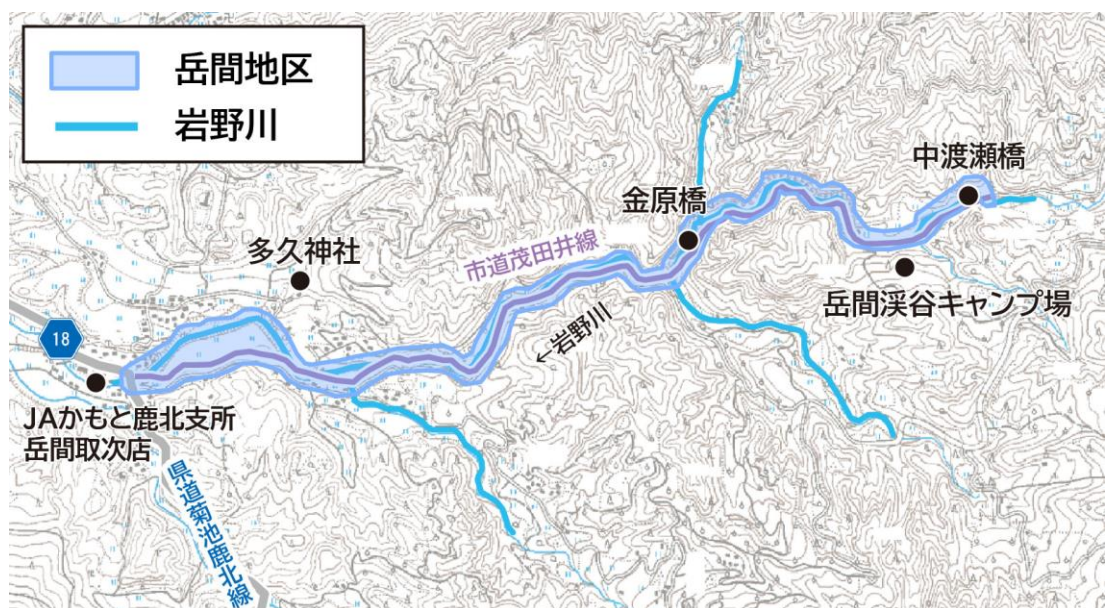 岳間地区
岩野川
中渡瀬橋
金原橋
多久神社
市道茂田井線
岳間渓谷キャンプ場
←岩野川
18
JAかもと鹿北支所
岳間取次店
県道菊池鹿北線